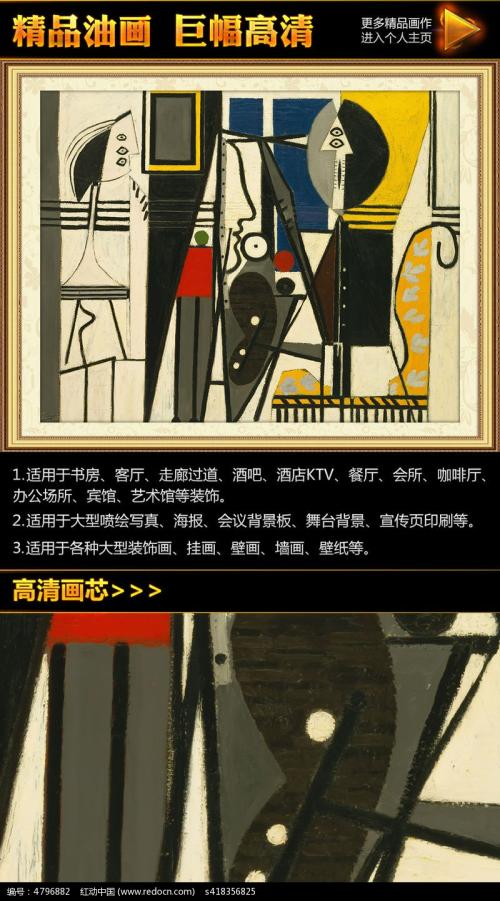 精品油画 巨幅高清
更多精品画作
进入个人主页
1.适用于书房、客厅、走廊过道、酒吧、酒店KTV、餐厅、会所、咖啡厅、
办公场所、宾馆、艺术馆等装饰。
2.适用于大型喷绘写真、海报、会议背景板、舞台背景、宣传页印刷等。
3.适用于各种大型装饰画、挂画、壁画、墙画、壁纸等。
高清画芯>>>
编号：4796882 红动中国 (www.redocn.com) s418356825